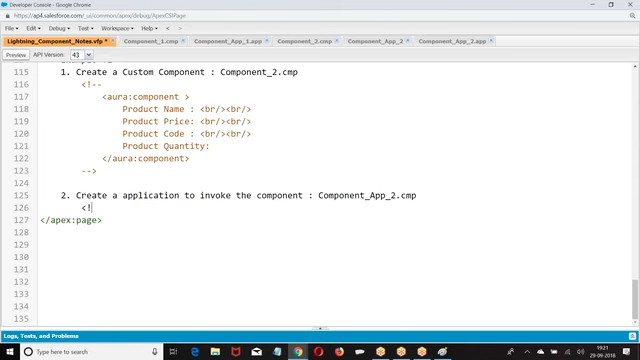 Developer Console - Google Chrome
https://ap4.salesforce.com/_ui/common/apex/debug/ApexCSIPage
File Edit Debug Test Workspace Help < >
Lightning_Component_Notes.vfp * Component_1.cmp Component_App_1.app Component_2.cmp Component_App_2 Component_App_2.app
Preview API Version: 43
115 1. Create a Custom Component : Component_2.cmp
116 <!--
117 <aura:component >
118 Product Name : <br/><br/>
119 Product Price: <br/><br/>
120 Product Code : <br/><br/>
121 Product Quantity:
122 </aura:component>
123 -->
124
125 2. Create a application to invoke the component : Component_App_2.cmp
126 <!
127 </apex:page>
128
129
130
131
132
133
134
135
Logs, Tests, and Problems
Type here to search
19:21
29-09-2018